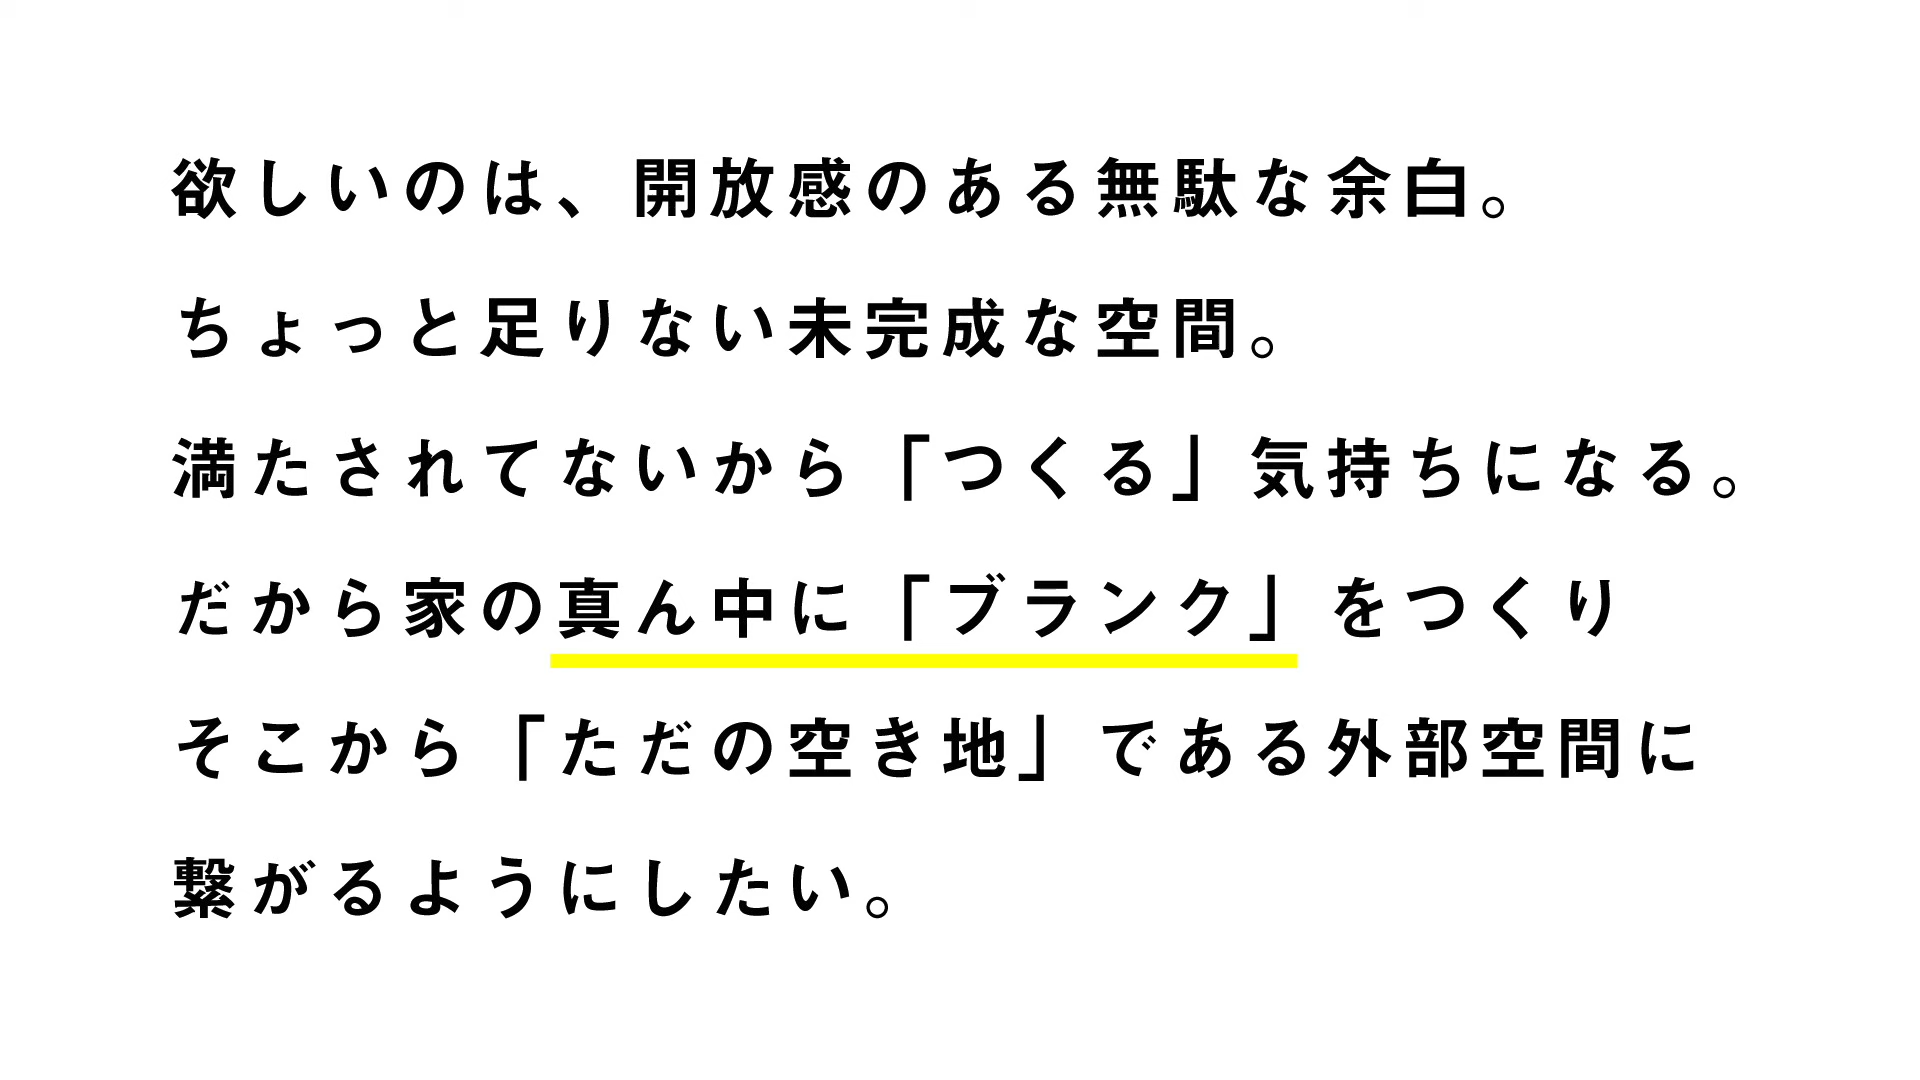 欲しいのは、開放感のある無駄な余白。
ちょっと足りない未完成な空間。
満たされてないから「つくる」気持ちになる。
だから家の真ん中に「ブランク」をつくり
そこから「ただの空き地」である外部空間に
繋がるようにしたい。